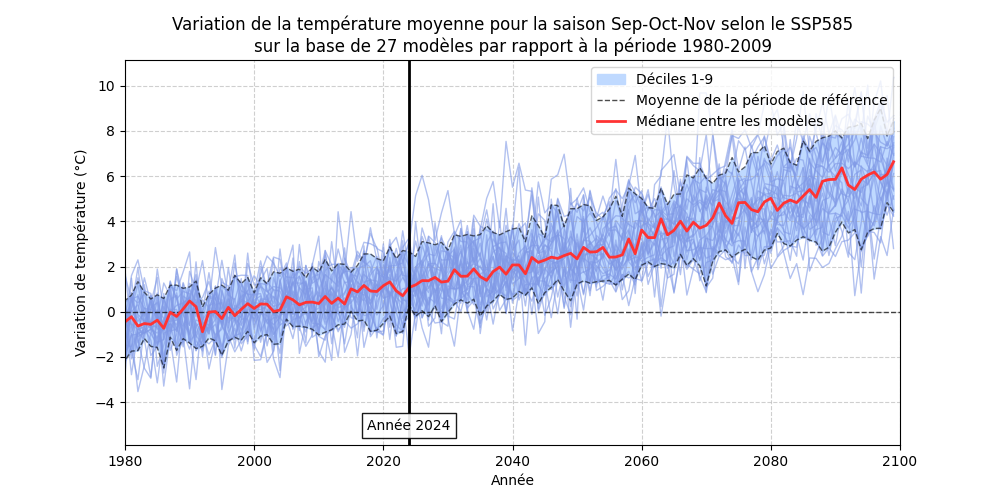 Variation de la température moyenne pour la saison Sep-Oct-Nov selon le SSP585
sur la base de 27 modèles par rapport à la période 1980-2009
Déciles 1-9
Moyenne de la période de référence
Médiane entre les modèles
Variation de température (°C)
10
8
6
4
2
0
−2
−4
Année 2024
1980
2000
2020
2040
2060
2080
2100
Année